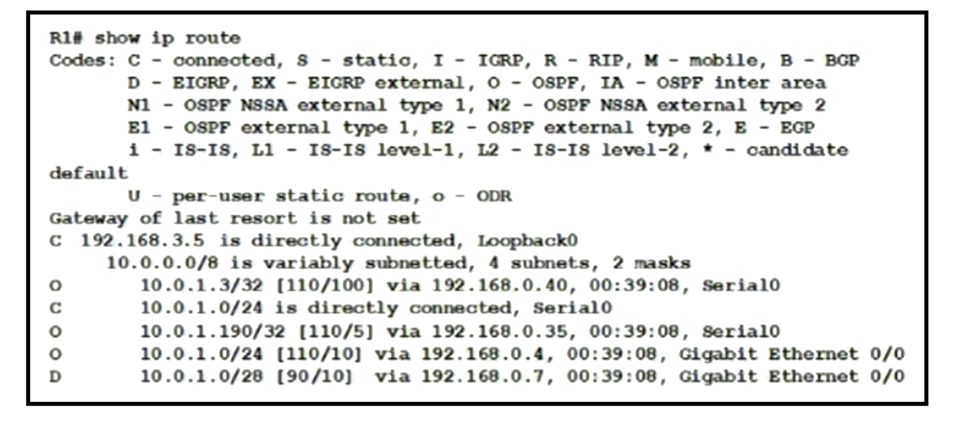 R1# show ip route
Codes: C - connected, S - static, I - IGRP, R - RIP, M - mobile, B - BGP
D - EIGRP, EX - EIGRP external, O - OSPF, IA - OSPF inter area
N1 - OSPF NSSA external type 1, N2 - OSPF NSSA external type 2
E1 - OSPF external type 1, E2 - OSPF external type 2, E - EGP
i - IS-IS, L1 - IS-IS level-1, L2 - IS-IS level-2, * - candidate
default
U - per-user static route, o - ODR
Gateway of last resort is not set
C 192.168.3.5 is directly connected, Loopback0
10.0.0.0/8 is variably subnetted, 4 subnets, 2 masks
O 10.0.1.3/32 [110/100] via 192.168.0.40, 00:39:08, Serial0
C 10.0.1.0/24 is directly connected, Serial0
O 10.0.1.190/32 [110/5] via 192.168.0.35, 00:39:08, Serial0
O 10.0.1.0/24 [110/10] via 192.168.0.4, 00:39:08, Gigabit Ethernet 0/0
D 10.0.1.0/28 [90/10] via 192.168.0.7, 00:39:08, Gigabit Ethernet 0/0